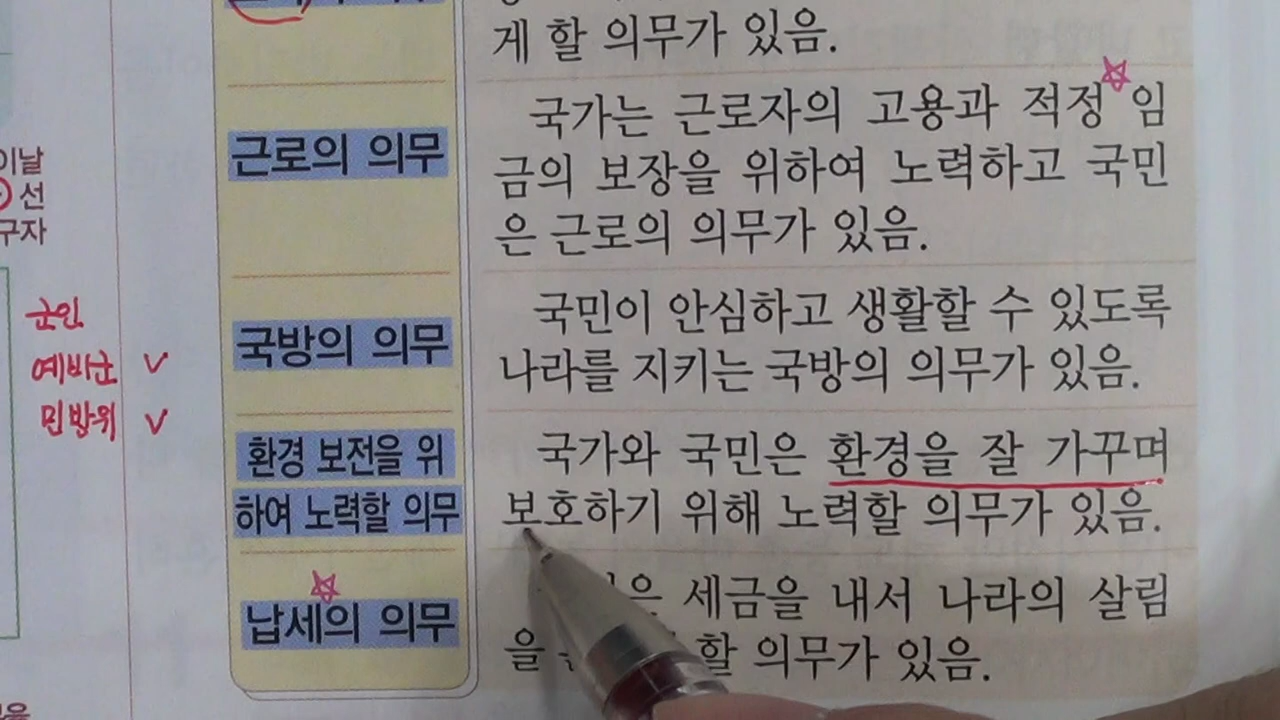 게 할 의무가 있음.
근로의 의무
국가는 근로자의 고용과 적정 임
금의 보장을 위하여 노력하고 국민
은 근로의 의무가 있음.
국방의 의무
국민이 안심하고 생활할 수 있도록
나라를 지키는 국방의 의무가 있음.
환경 보전을 위
하여 노력할 의무
국가와 국민은 환경을 잘 가꾸며
보호하기 위해 노력할 의무가 있음.
납세의 의무
은 세금을 내서 나라의 살림
을 할 의무가 있음.
이날
선
구자
군인
예비군
민방위